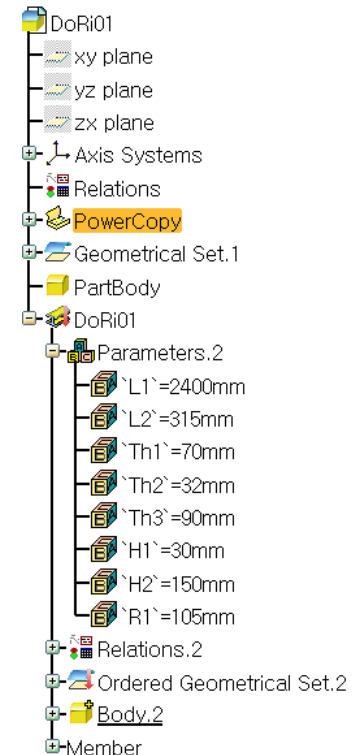 DoRi01
xy plane
yz plane
zx plane
Axis Systems
Relations
PowerCopy
Geometrical Set.1
PartBody
DoRi01
Parameters.2
`L1`=2400mm
`L2`=315mm
`Th1`=70mm
`Th2`=32mm
`Th3`=90mm
`H1`=30mm
`H2`=150mm
`R1`=105mm
Relations.2
Ordered Geometrical Set.2
Body.2
Member